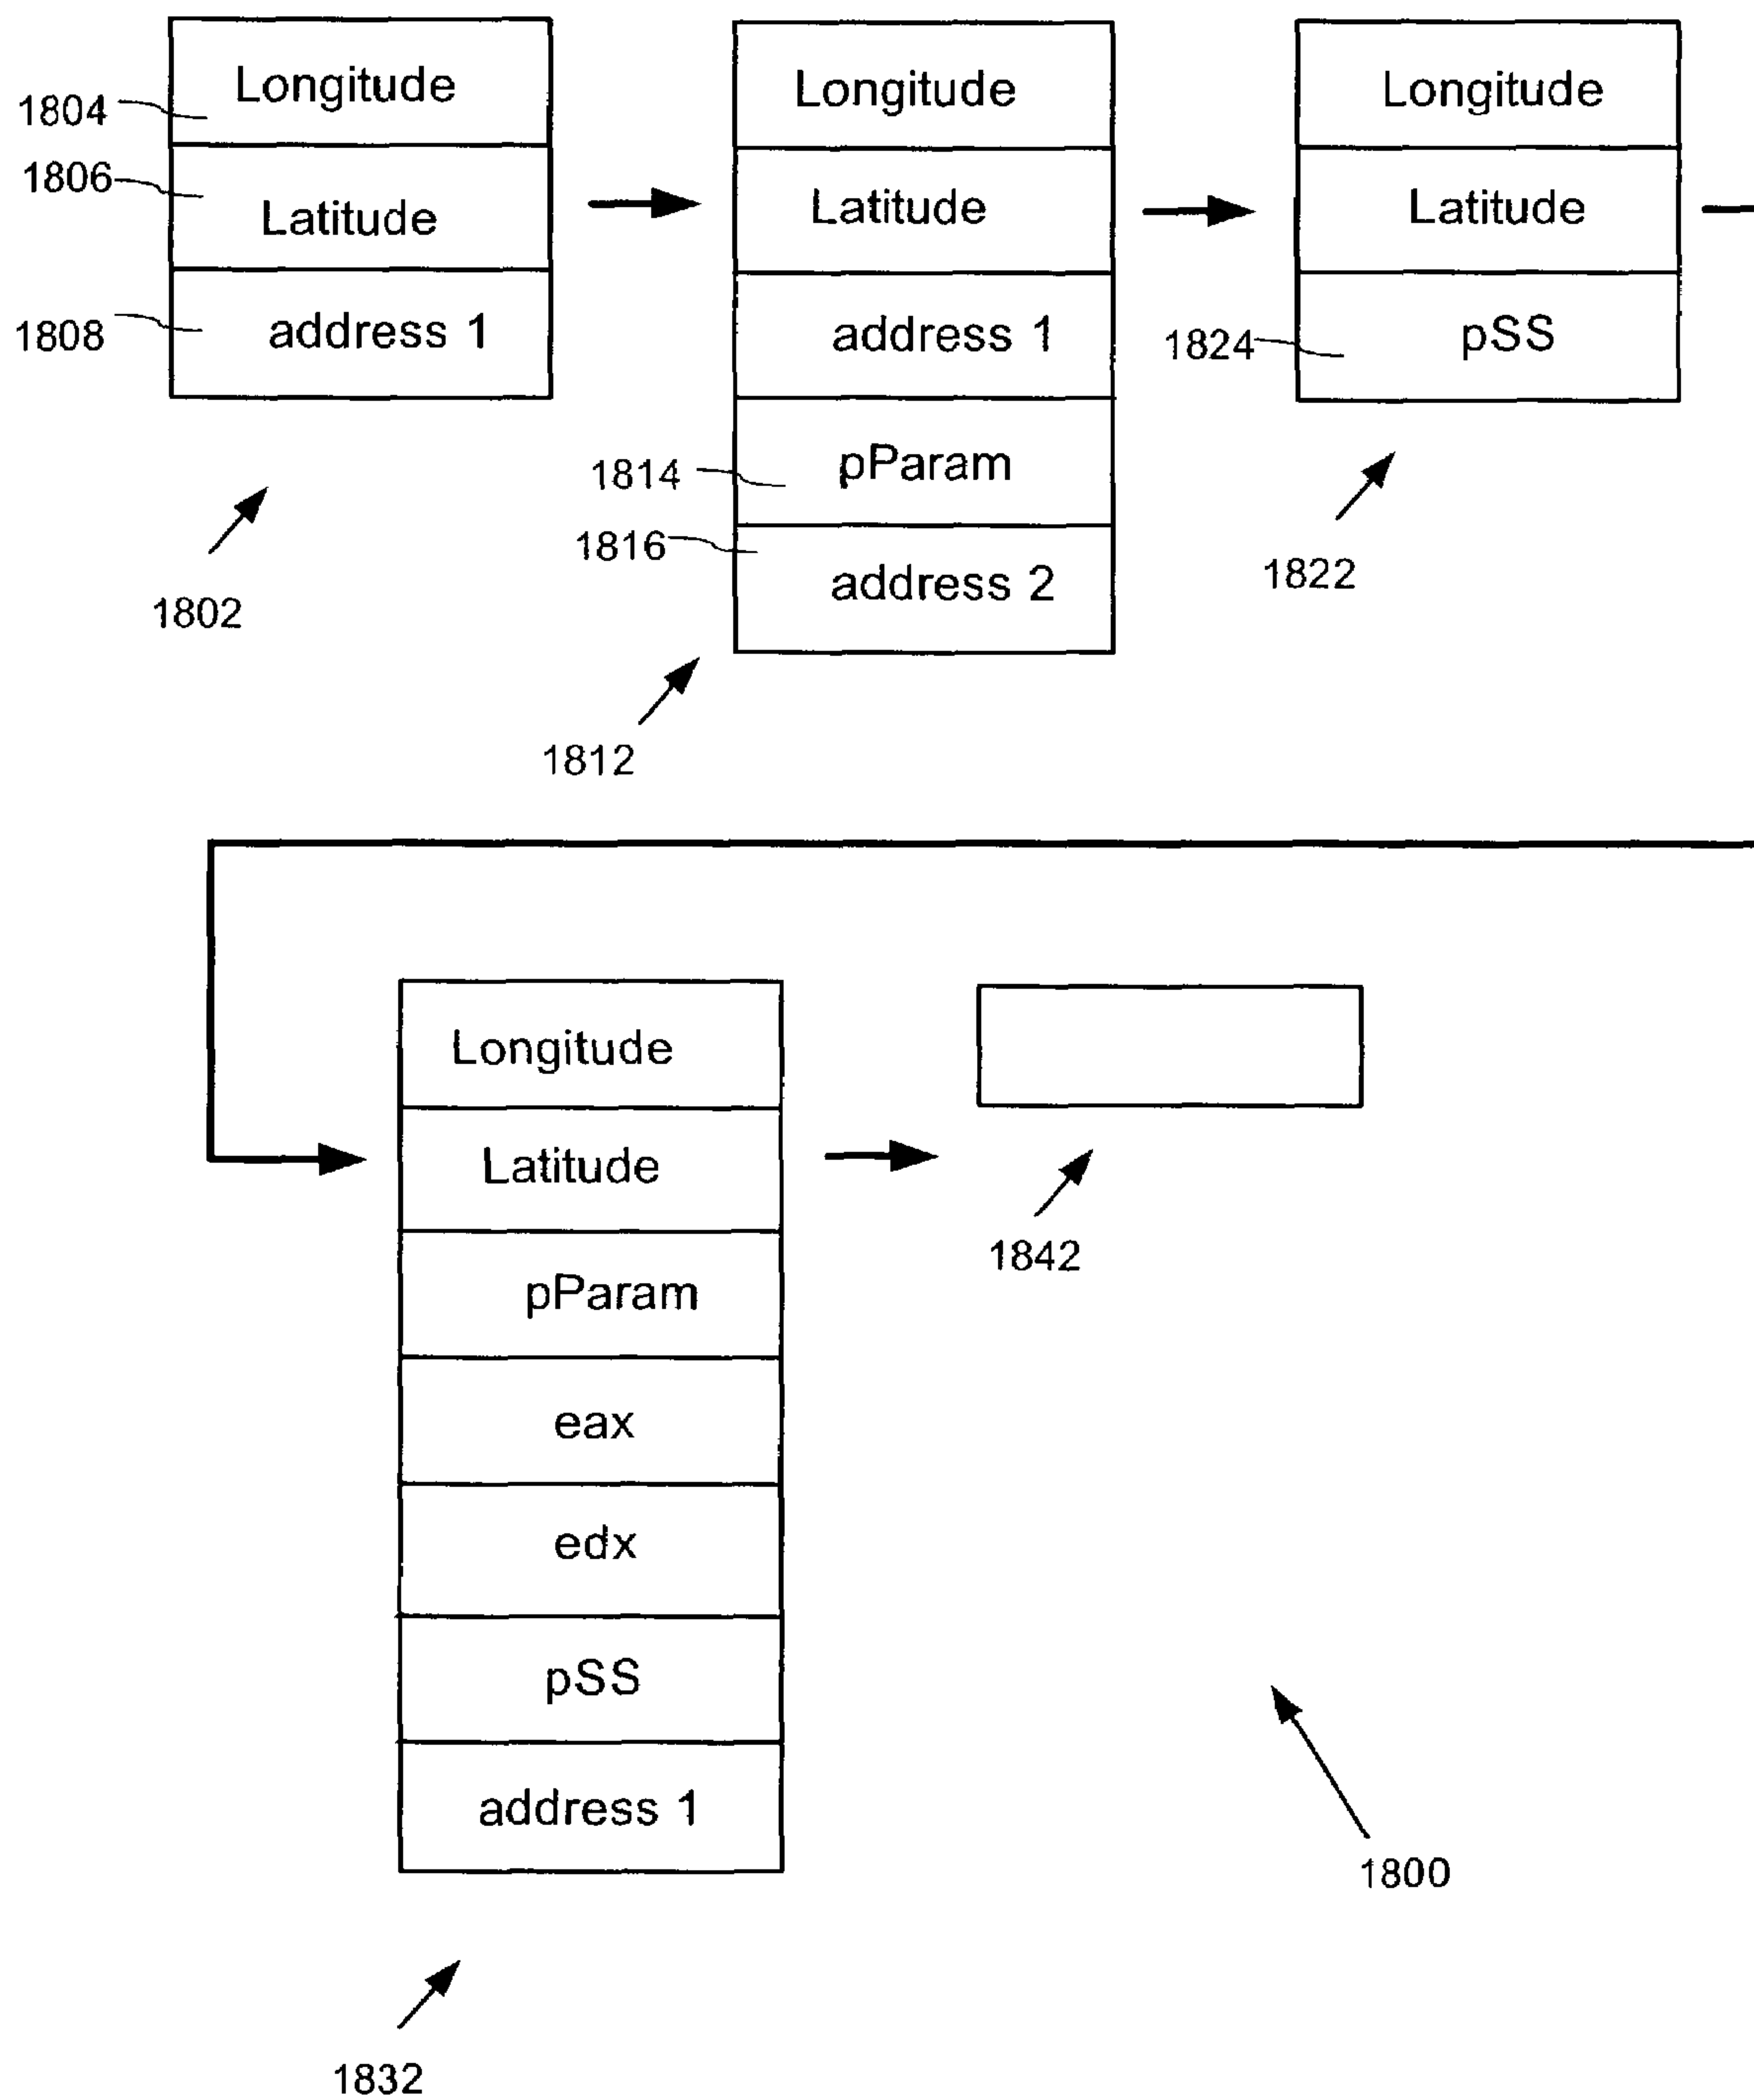 1804
Longitude
1806
Latitude
1808
address 1
1802
Longitude
Latitude
address 1
1814
pParam
1816
address 2
1812
Longitude
Latitude
1824
pSS
1822
Longitude
Latitude
pParam
eax
edx
pSS
address 1
1832
1842
1800